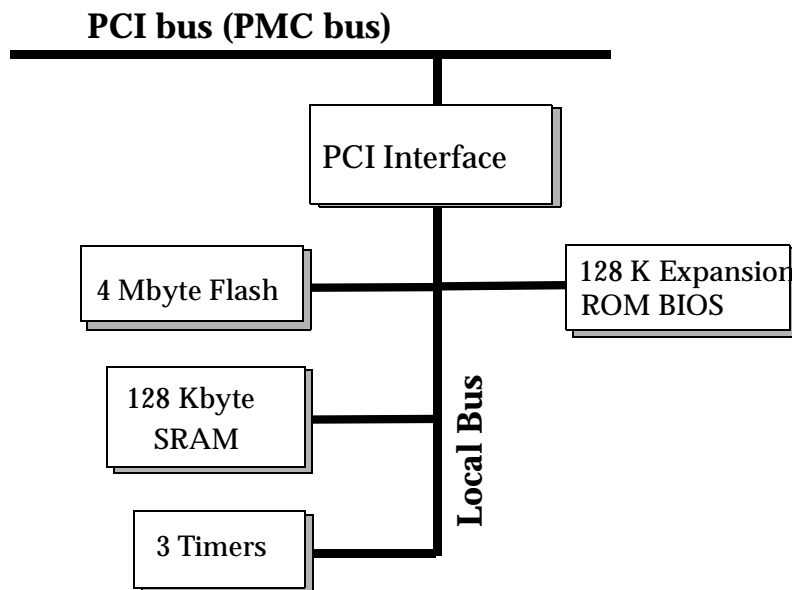 PCI bus (PMC bus)
PCI Interface
4 Mbyte Flash
128 K Expansion
ROM BIOS
128 Kbyte
SRAM
Local Bus
3 Timers